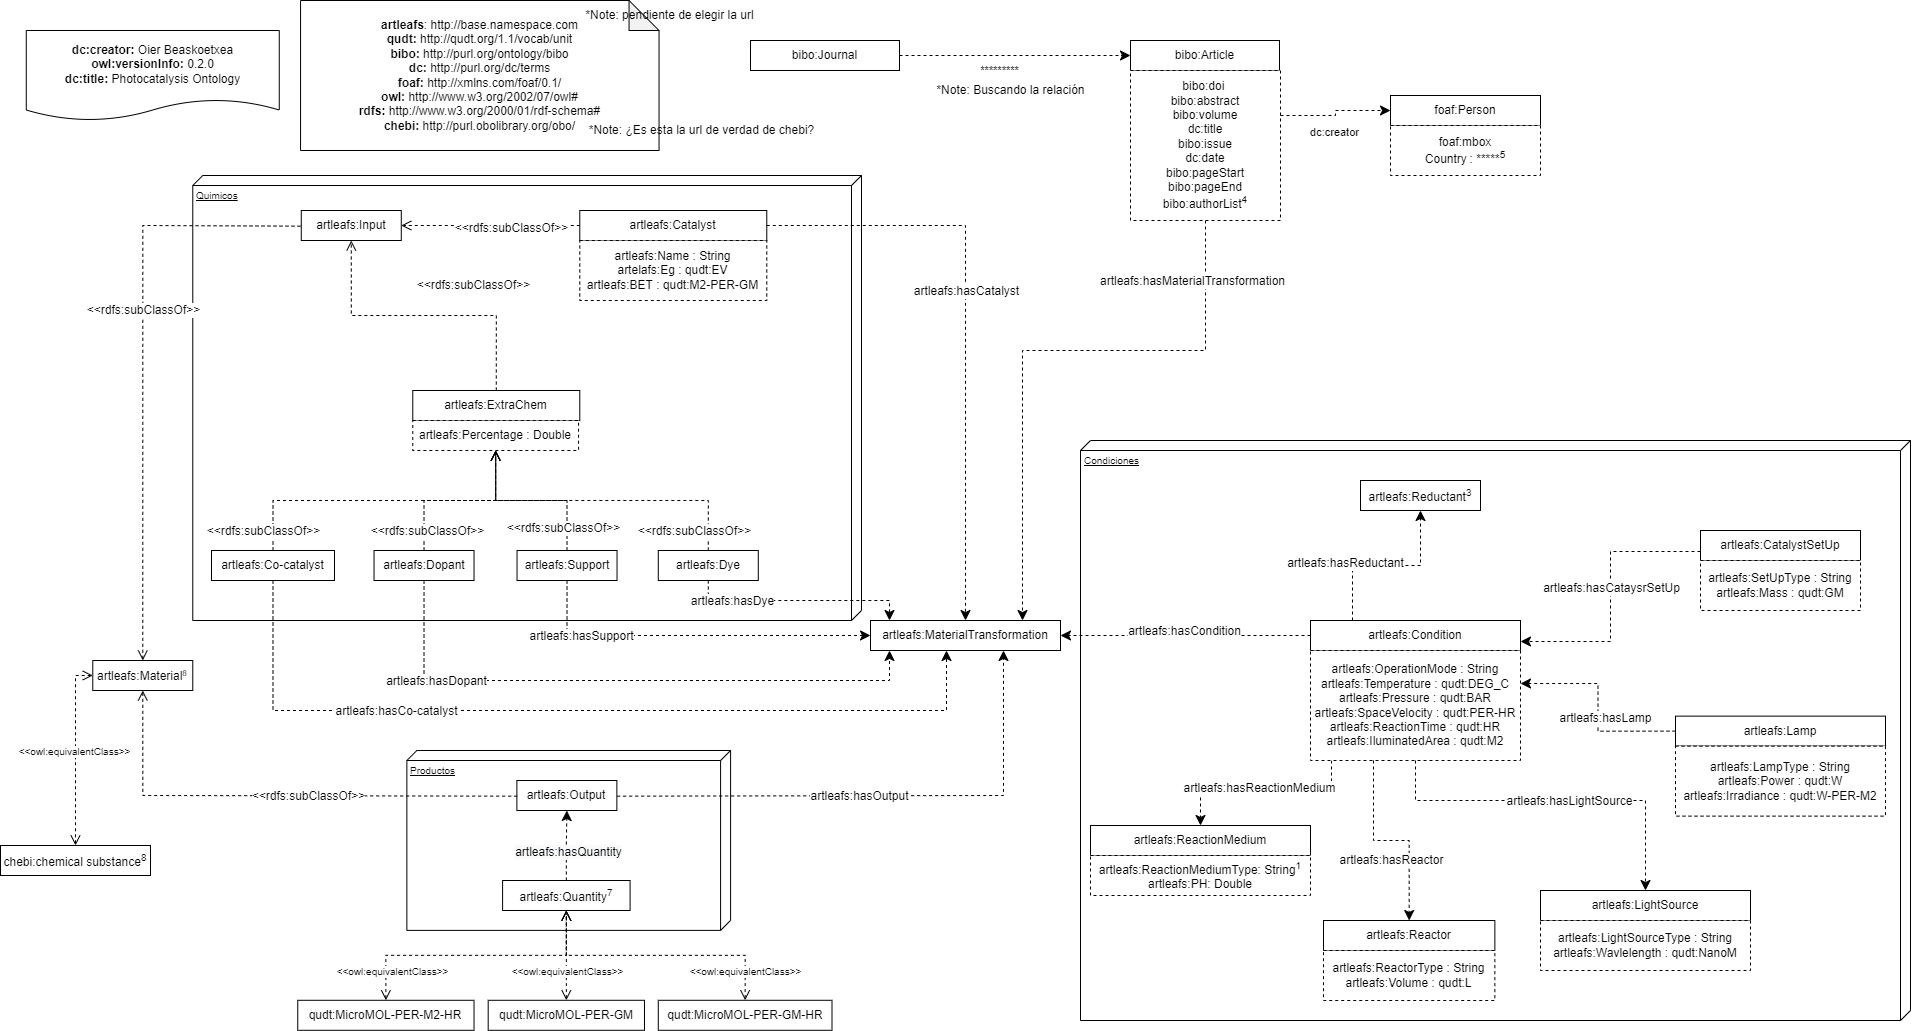 dc:creator: Oier Beaskoetxea
owl:versionInfo: 0.2.0
dc:title: Photocatalysis Ontology
*Note: pendiente de elegir la url
artleafs: http://base.namespace.com
qudt: http://qudt.org/1.1/vocab/unit
bibo: http://purl.org/ontology/bibo
dc: http://purl.org/dc/terms
foaf: http://xmlns.com/foaf/0.1/
owl: http://www.w3.org/2002/07/owl#
rdfs: http://www.w3.org/2000/01/rdf-schema#
chebi: http://purl.obolibrary.org/obo/
*Note: ¿Es esta la url de verdad de chebi?
bibo:Journal
*********
*Note: Buscando la relación
bibo:Article
bibo:doi
bibo:abstract
bibo:volume
dc:title
bibo:issue
dc:date
bibo:pageStart
bibo:pageEnd
bibo:authorList4
dc:creator
foaf:Person
foaf:mbox
Country : *****5
artleafs:hasMaterialTransformation
Quimicos
artleafs:Input
<<rdfs:subClassOf>>
artleafs:Catalyst
artleafs:Name : String
artelafs:Eg : qudt:EV
artleafs:BET : qudt:M2-PER-GM
<<rdfs:subClassOf>>
<<rdfs:subClassOf>>
artleafs:hasCatalyst
artleafs:ExtraChem
artleafs:Percentage : Double
<<rdfs:subClassOf>>
<<rdfs:subClassOf>>
<<rdfs:subClassOf>>
<<rdfs:subClassOf>>
artleafs:Co-catalyst
artleafs:Dopant
artleafs:Support
artleafs:Dye
artleafs:hasDye
artleafs:hasSupport
artleafs:hasDopant
artleafs:hasCo-catalyst
artleafs:MaterialTransformation
artleafs:Material8
<<owl:equivalentClass>>
chebi:chemical substance8
<<rdfs:subClassOf>>
Productos
artleafs:Output
artleafs:hasOutput
artleafs:hasQuantity
artleafs:Quantity7
<<owl:equivalentClass>>
<<owl:equivalentClass>>
<<owl:equivalentClass>>
qudt:MicroMOL-PER-M2-HR
qudt:MicroMOL-PER-GM
qudt:MicroMOL-PER-GM-HR
Condiciones
artleafs:Reductant3
artleafs:hasReductant
artleafs:CatalystSetUp
artleafs:SetUpType : String
artleafs:Mass : qudt:GM
artleafs:hasCataysrSetUp
artleafs:hasCondition
artleafs:Condition
artleafs:OperationMode : String
artleafs:Temperature : qudt:DEG_C
artleafs:Pressure : qudt:BAR
artleafs:SpaceVelocity : qudt:PER-HR
artleafs:ReactionTime : qudt:HR
artleafs:IluminatedArea : qudt:M2
artleafs:hasLamp
artleafs:Lamp
artleafs:LampType : String
artleafs:Power : qudt:W
artleafs:Irradiance : qudt:W-PER-M2
artleafs:hasReactionMedium
artleafs:hasLightSource
artleafs:ReactionMedium
artleafs:ReactionMediumType: String1
artleafs:PH: Double
artleafs:hasReactor
artleafs:Reactor
artleafs:ReactorType : String
artleafs:Volume : qudt:L
artleafs:LightSource
artleafs:LightSourceType : String
artleafs:Wavlelength : qudt:NanoM